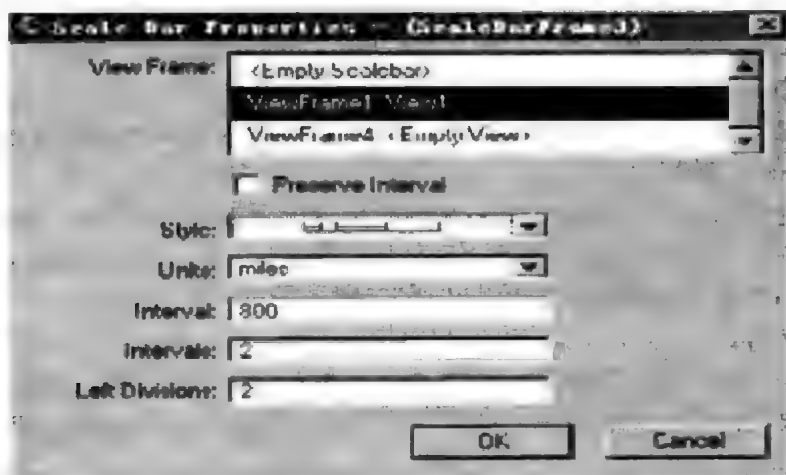 Scale Bar Properties - (ScaleBarFrame3)
View Frame:
<Empty Scalebar>
ViewFrame1 View1
ViewFrame4 <Empty View>
Preserve Interval
Style:
Units: miles
Interval: 800
Intervals: 2
Left Divisions: 2
OK
Cancel